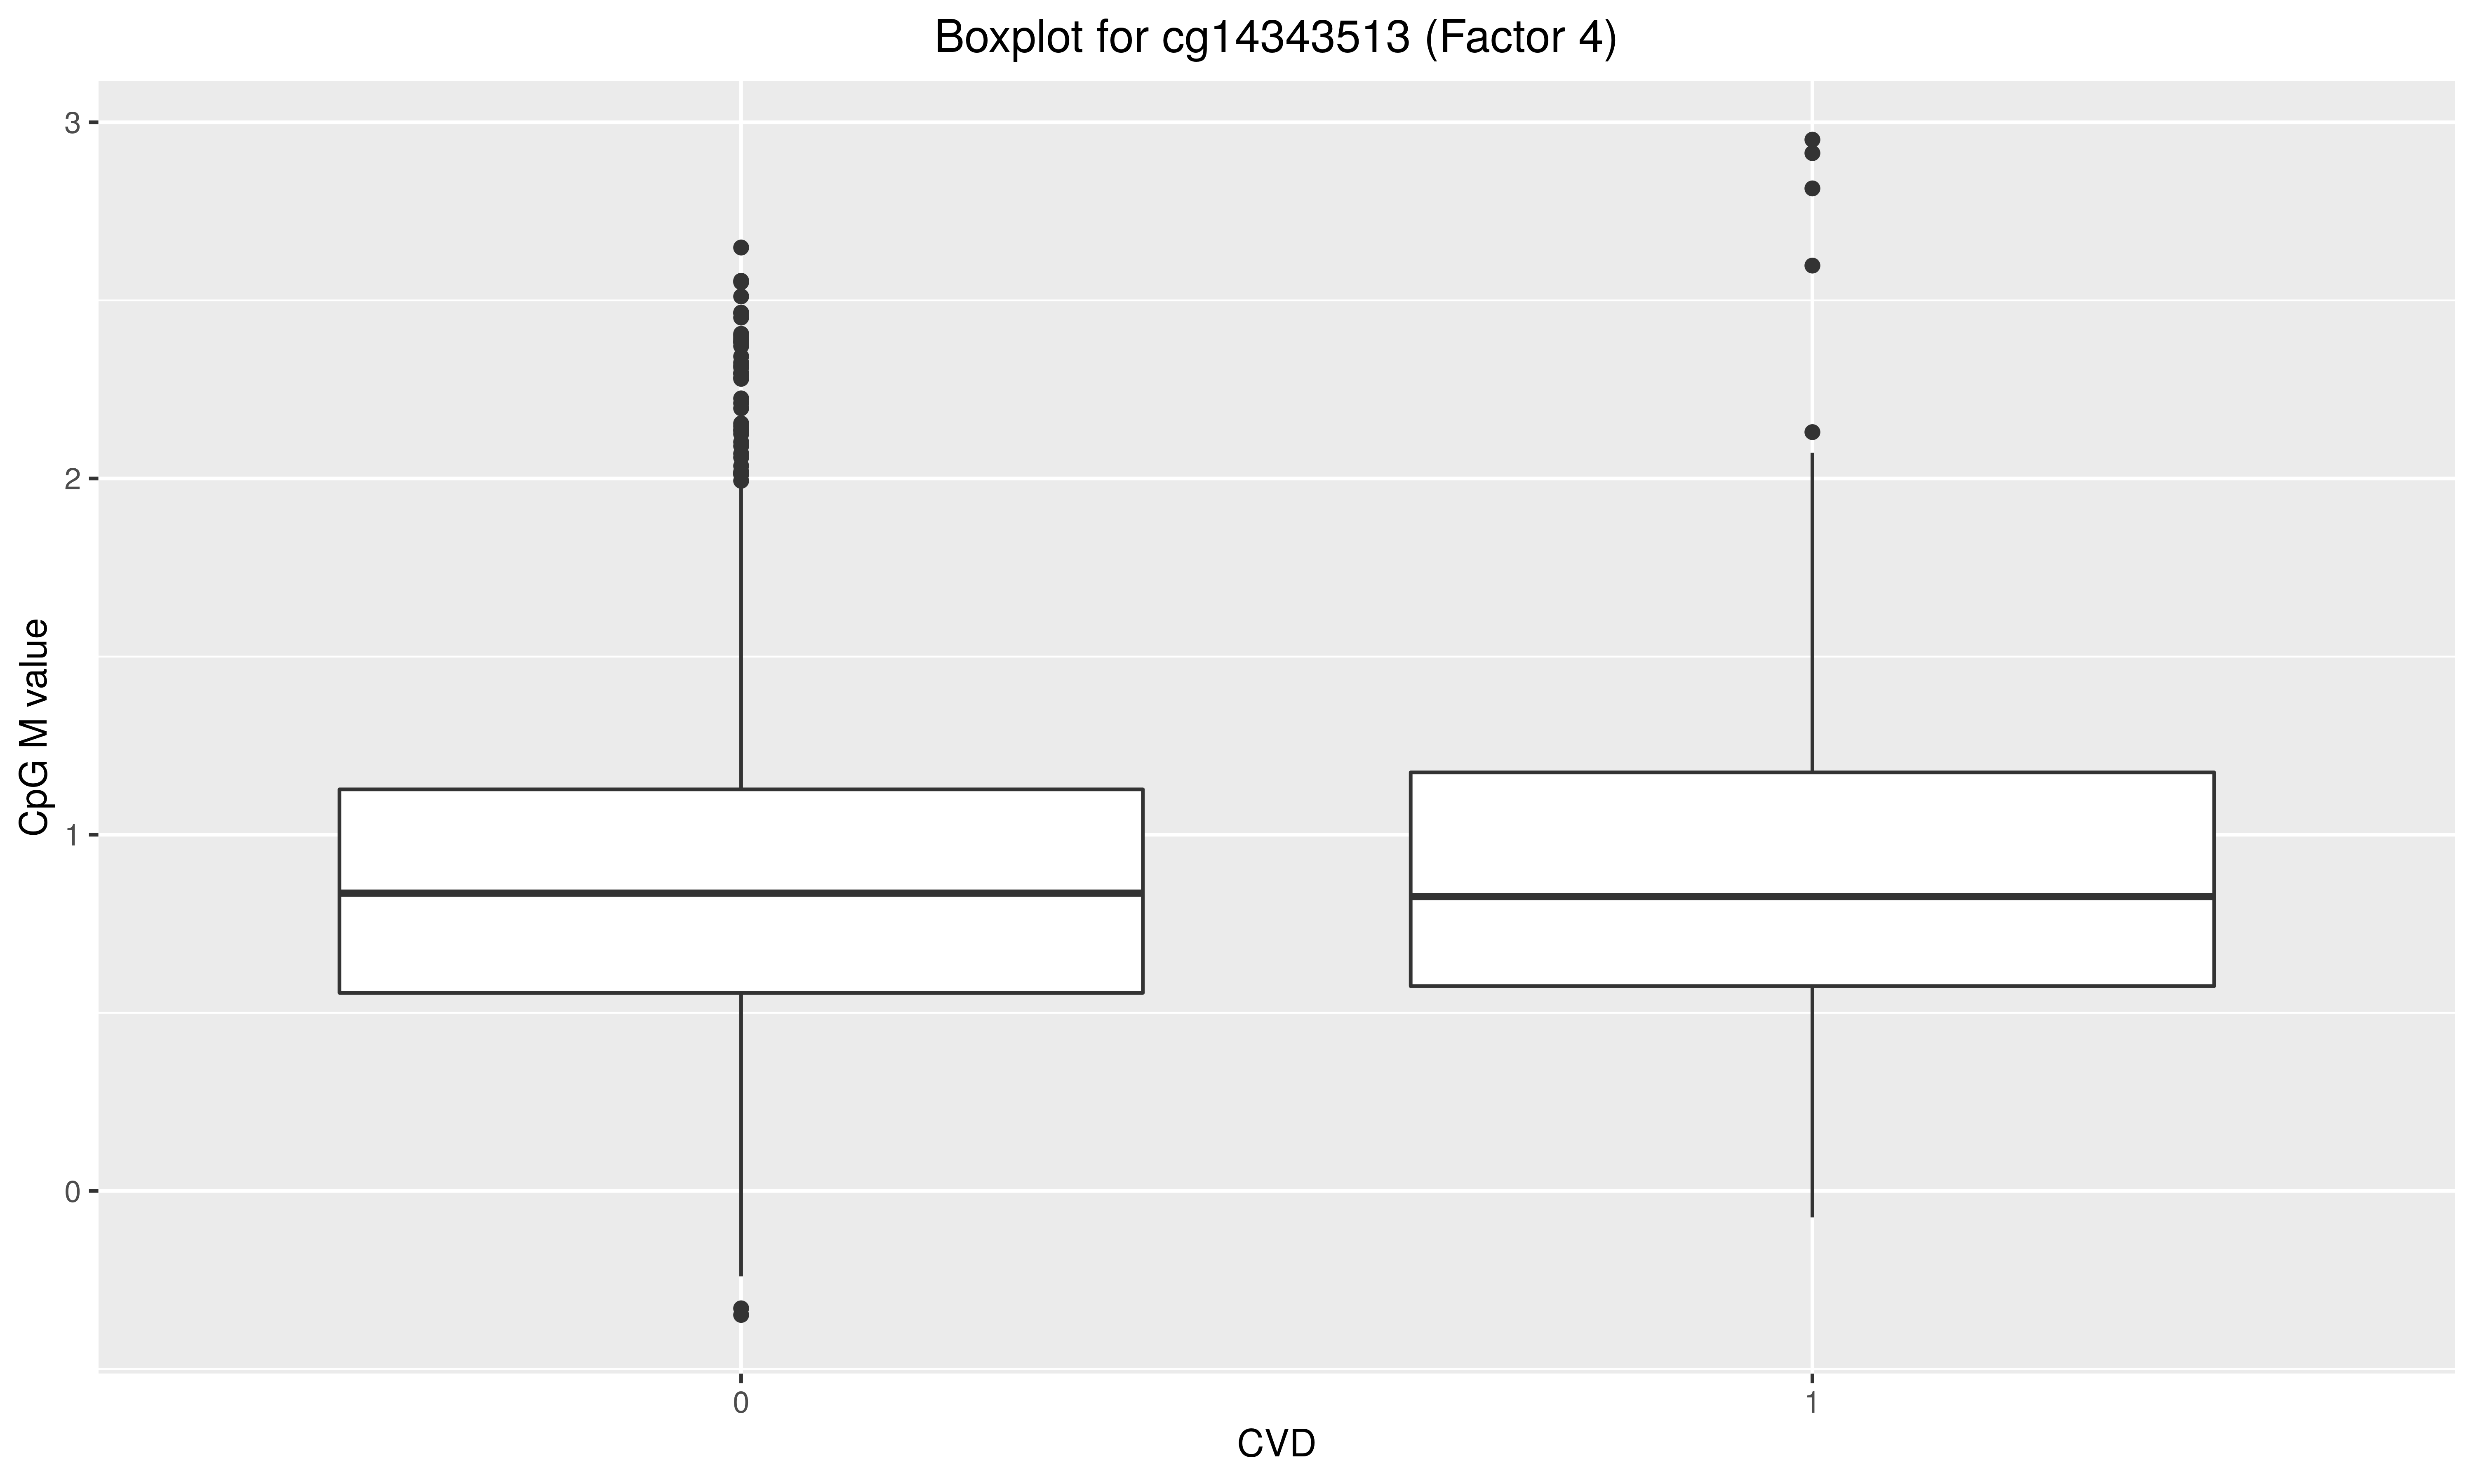 Boxplot for cg14343513 (Factor 4)
CpG M value
3
2
1
0
0 1
CVD